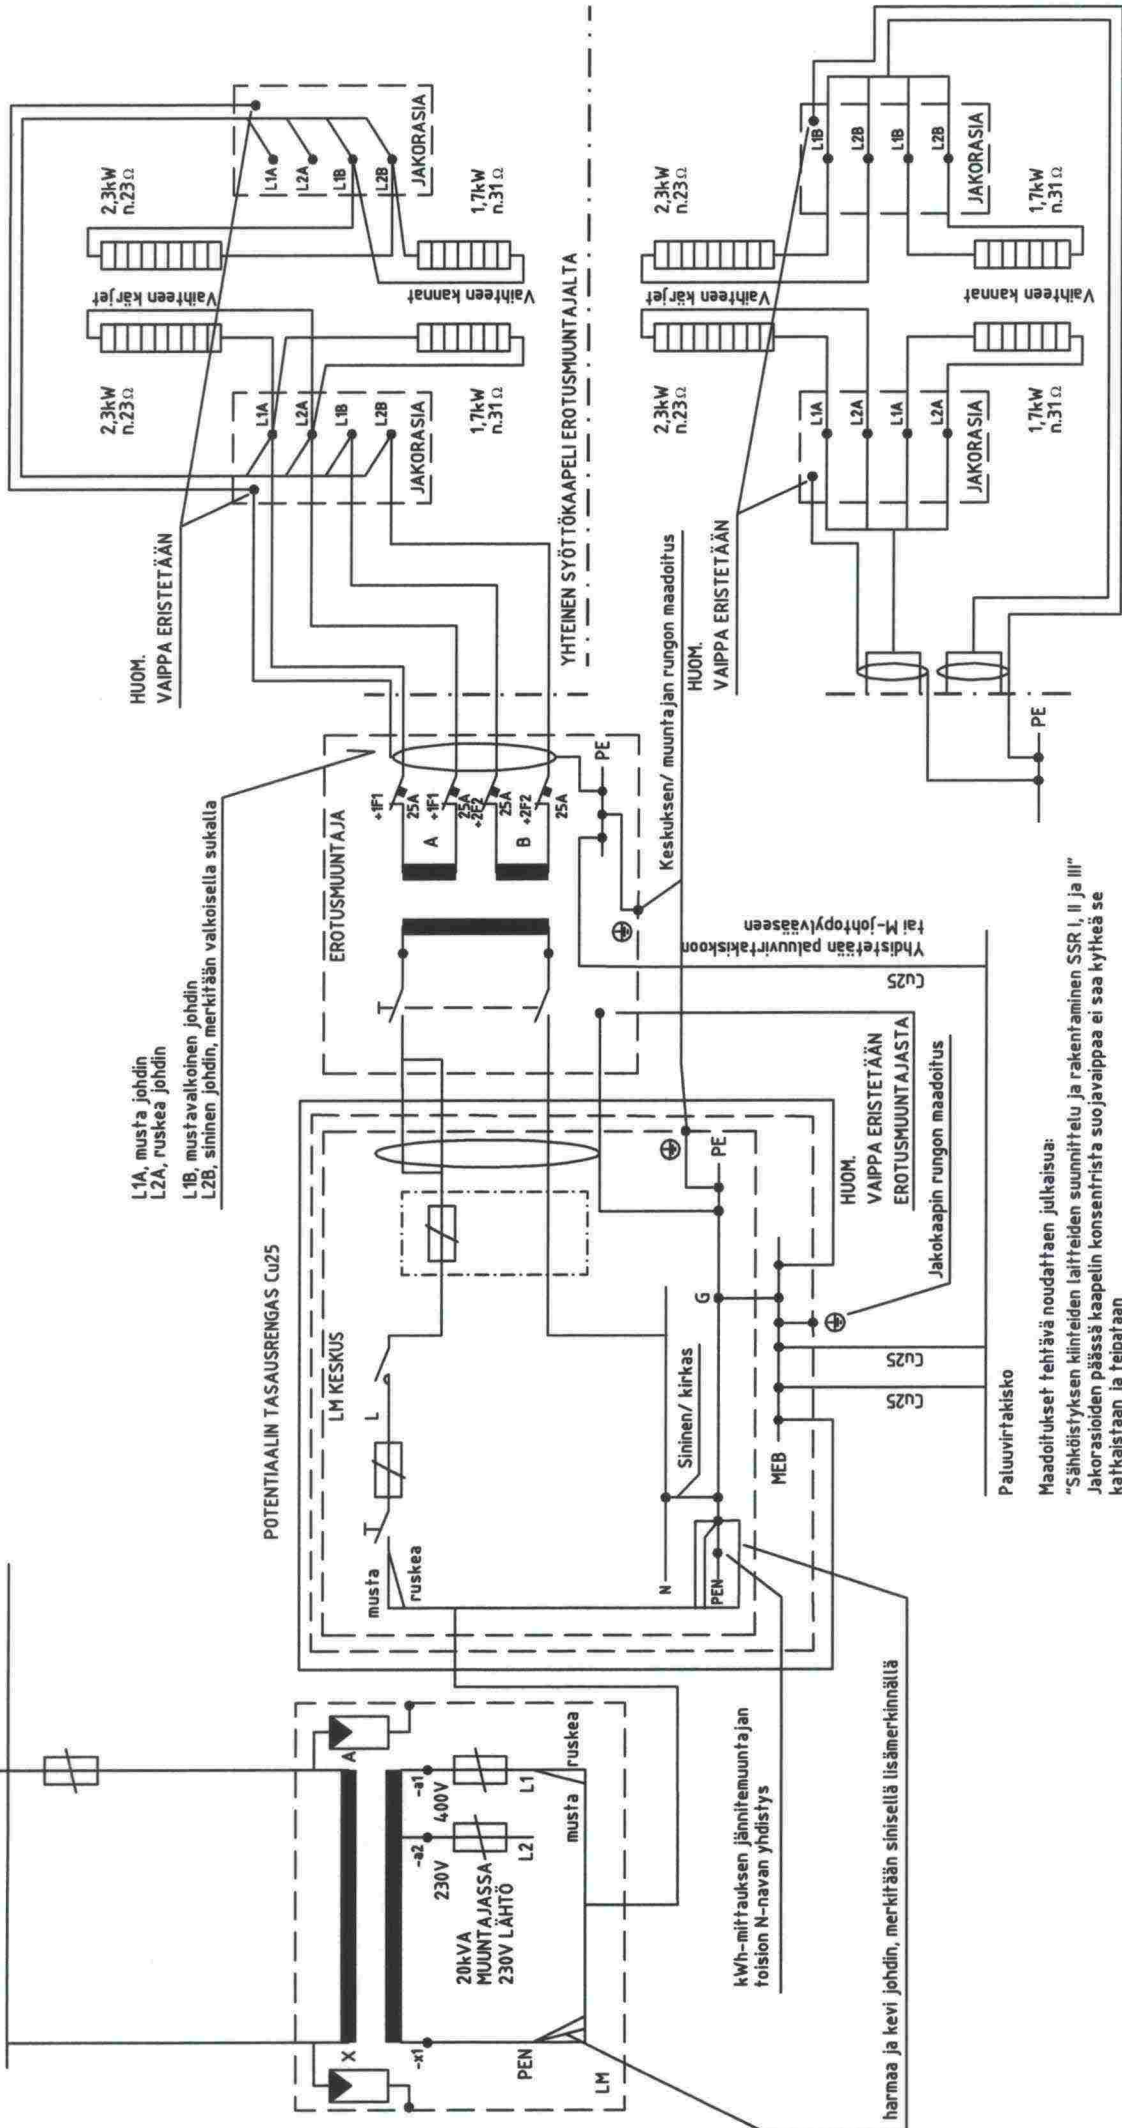 L1A, musta johdin
L2A, ruskea johdin
L1B, mustavalkoinen johdin
L2B, sininen johdin, merkitään valkoisella sukalla
HUOM.
VAIPPA ERISTETÄÄN
2,3kW
n.23Ω
2,3kW
n.23Ω
Vaihteen kärjet
Vaihteen kannat
L1A
L2A
L1B
L2B
JAKORASIA
L1A
L2A
L1B
L2B
JAKORASIA
1,7kW
n.31Ω
1,7kW
n.31Ω
POTENTIAALIN TASAUSRENGAS Cu25
LM KESKUS
EROTUSMUUNTAJA
+1F1
25A
A
+1F1
25A
+2F2
25A
B
+2F2
25A
PE
YHTEINEN SYÖTTÖKAAPELI EROTUSMUUNTAJALTA
X
A
-x1
-a2
-a1
230V
400V
L2
L1
20kVA
MUUNTAJASSA
230V LÄHTÖ
musta
ruskea
PEN
LM
musta
ruskea
L
N
PEN
Sininen/ kirkas
G
PE
MEB
Cu25
Cu25
Cu25
Yhdistetään paluuvirtakiskoon
tai M-johtopylvääseen
Keskuksen/ muuntajan rungon maadoitus
HUOM.
VAIPPA ERISTETÄÄN
EROTUSMUUNTAJASTA
Jakokaapin rungon maadoitus
HUOM.
VAIPPA ERISTETÄÄN
2,3kW
n.23Ω
2,3kW
n.23Ω
Vaihteen kärjet
Vaihteen kannat
L1A
L2A
L1A
L2A
JAKORASIA
L1B
L2B
L1B
L2B
JAKORASIA
1,7kW
n.31Ω
1,7kW
n.31Ω
PE
kWh-mittauksen jännitemuuntajan
toision N-navan yhdistys
harmaa ja kevi johdin, merkitään sinisellä lisämerkinnällä
Paluuvirtakisko
Maadoitukset tehtävä noudattaen julkaisua:
"Sähköistyksen kiinteiden laitteiden suunnittelu ja rakentaminen SSR I, II ja III"
Jakorasioiden päässä kaapelin konsentrista suojavaippaa ei saa kytkeä se
katkaistaan ja teipataan